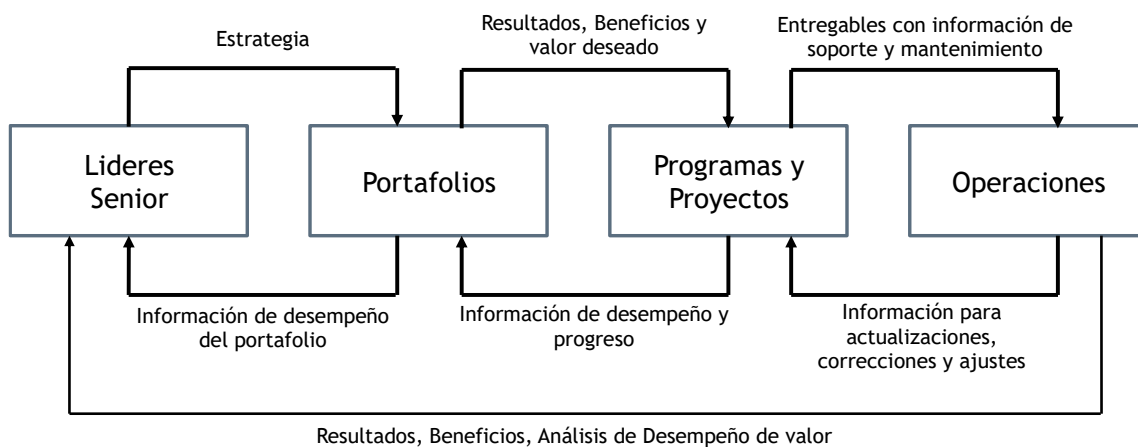 Estrategia
Resultados, Beneficios y
valor deseado
Entregables con información de
soporte y mantenimiento
Lideres
Senior
Portafolios
Programas y
Proyectos
Operaciones
Información de desempeño
del portafolio
Información de desempeño y
progreso
Información para
actualizaciones,
correcciones y ajustes
Resultados, Beneficios, Análisis de Desempeño de valor